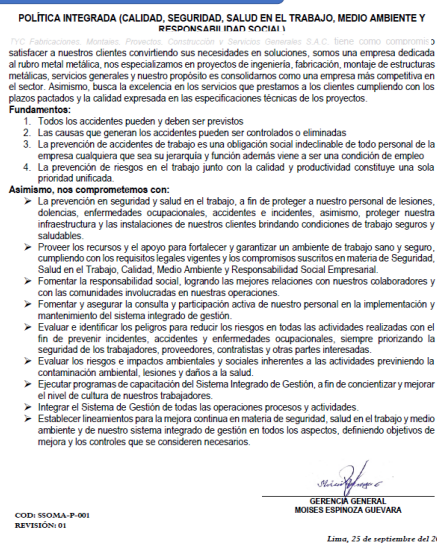 POLÍTICA INTEGRADA (CALIDAD, SEGURIDAD, SALUD EN EL TRABAJO, MEDIO AMBIENTE Y
RESPONSABILIDAD SOCIAL)
TYC Fabricaciones, Montajes, Proyectos, Construcción y Servicios Generales S.A.C. tiene como compromiso
satisfacer a nuestros clientes convirtiendo sus necesidades en soluciones, somos una empresa dedicada
al rubro metal metálica, nos especializamos en proyectos de ingeniería, fabricación, montaje de estructuras
metálicas, servicios generales y nuestro propósito es consolidarnos como una empresa más competitiva en
el sector. Asimismo, busca la excelencia en los servicios que prestamos a los clientes cumpliendo con los
plazos pactados y la calidad expresada en las especificaciones técnicas de los proyectos.
Fundamentos:
1. Todos los accidentes pueden y deben ser previstos
2. Las causas que generan los accidentes pueden ser controlados o eliminadas
3. La prevención de accidentes de trabajo es una obligación social indeclinable de todo personal de la
empresa cualquiera que sea su jerarquía y función además viene a ser una condición de empleo
4. La prevención de riesgos en el trabajo junto con la calidad y productividad constituye una sola
prioridad unificada.
Asimismo, nos comprometemos con:
➢ La prevención en seguridad y salud en el trabajo, a fin de proteger a nuestro personal de lesiones,
dolencias, enfermedades ocupacionales, accidentes e incidentes, asimismo, proteger nuestra
infraestructura y las instalaciones de nuestros clientes brindando condiciones de trabajo seguros y
saludables.
➢ Proveer los recursos y el apoyo para fortalecer y garantizar un ambiente de trabajo sano y seguro,
cumpliendo con los requisitos legales vigentes y los compromisos suscritos en materia de Seguridad,
Salud en el Trabajo, Calidad, Medio Ambiente y Responsabilidad Social Empresarial.
➢ Fomentar la responsabilidad social, logrando las mejores relaciones con nuestros colaboradores y
con las comunidades involucradas en nuestras operaciones.
➢ Fomentar y asegurar la consulta y participación activa de nuestro personal en la implementación y
mantenimiento del sistema integrado de gestión.
➢ Evaluar e identificar los peligros para reducir los riesgos en todas las actividades realizadas con el
fin de prevenir incidentes, accidentes y enfermedades ocupacionales, siempre priorizando la
seguridad de los trabajadores, proveedores, contratistas y otras partes interesadas.
➢ Evaluar los riesgos e impactos ambientales y sociales inherentes a las actividades previniendo la
contaminación ambiental, lesiones y daños a la salud.
➢ Ejecutar programas de capacitación del Sistema Integrado de Gestión, a fin de concientizar y mejorar
el nivel de cultura de nuestros trabajadores.
➢ Integrar el Sistema de Gestión de todas las operaciones procesos y actividades.
➢ Establecer lineamientos para la mejora continua en materia de seguridad, salud en el trabajo y medio
ambiente y de nuestro sistema integrado de gestión en todos los aspectos, definiendo objetivos de
mejora y los controles que se consideren necesarios.
GERENCIA GENERAL
MOISES ESPINOZA GUEVARA
COD: SSOMA-P-001
REVISIÓN: 01
Lima, 25 de septiembre del 20